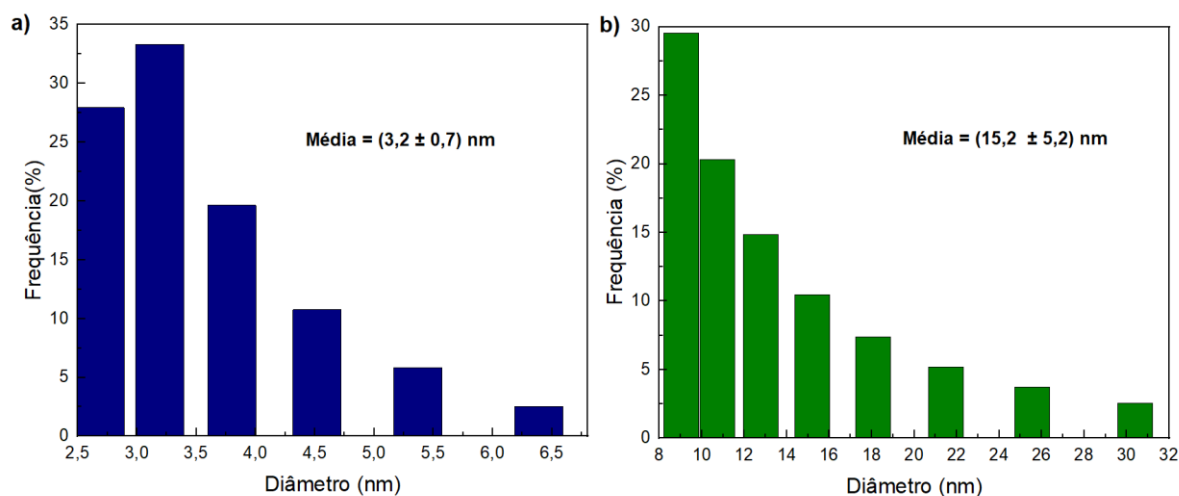 a)
35
30
25
20
15
10
5
0
Frequência(%)
Média = (3,2 ± 0,7) nm
2,5 3,0 3,5 4,0 4,5 5,0 5,5 6,0 6,5
Diâmetro (nm)
b)
30
25
20
15
10
5
0
Frequência (%)
Média = (15,2 ± 5,2) nm
8 10 12 14 16 18 20 22 24 26 28 30 32
Diâmetro (nm)